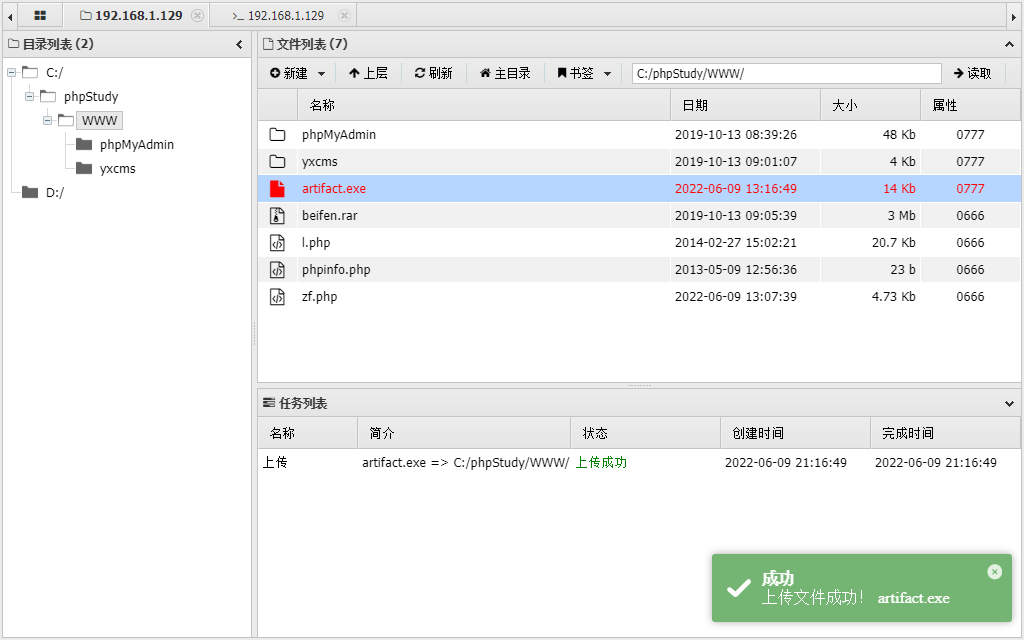 192.168.1.129
>_ 192.168.1.129
目录列表 (2)
C:/
phpStudy
WWW
phpMyAdmin
yxcms
D:/
文件列表 (7)
新建 上层 刷新 主目录 书签 C:/phpStudy/WWW/ 读取
名称 日期 大小 属性
phpMyAdmin 2019-10-13 08:39:26 48 Kb 0777
yxcms 2019-10-13 09:01:07 4 Kb 0777
artifact.exe 2022-06-09 13:16:49 14 Kb 0777
beifen.rar 2019-10-13 09:05:39 3 Mb 0666
l.php 2014-02-27 15:02:21 20.7 Kb 0666
phpinfo.php 2013-05-09 12:56:36 23 b 0666
zf.php 2022-06-09 13:07:39 4.73 Kb 0666
任务列表
名称 简介 状态 创建时间 完成时间
上传 artifact.exe => C:/phpStudy/WWW/ 上传成功 2022-06-09 21:16:49 2022-06-09 21:16:49
成功
上传文件成功！ artifact.exe